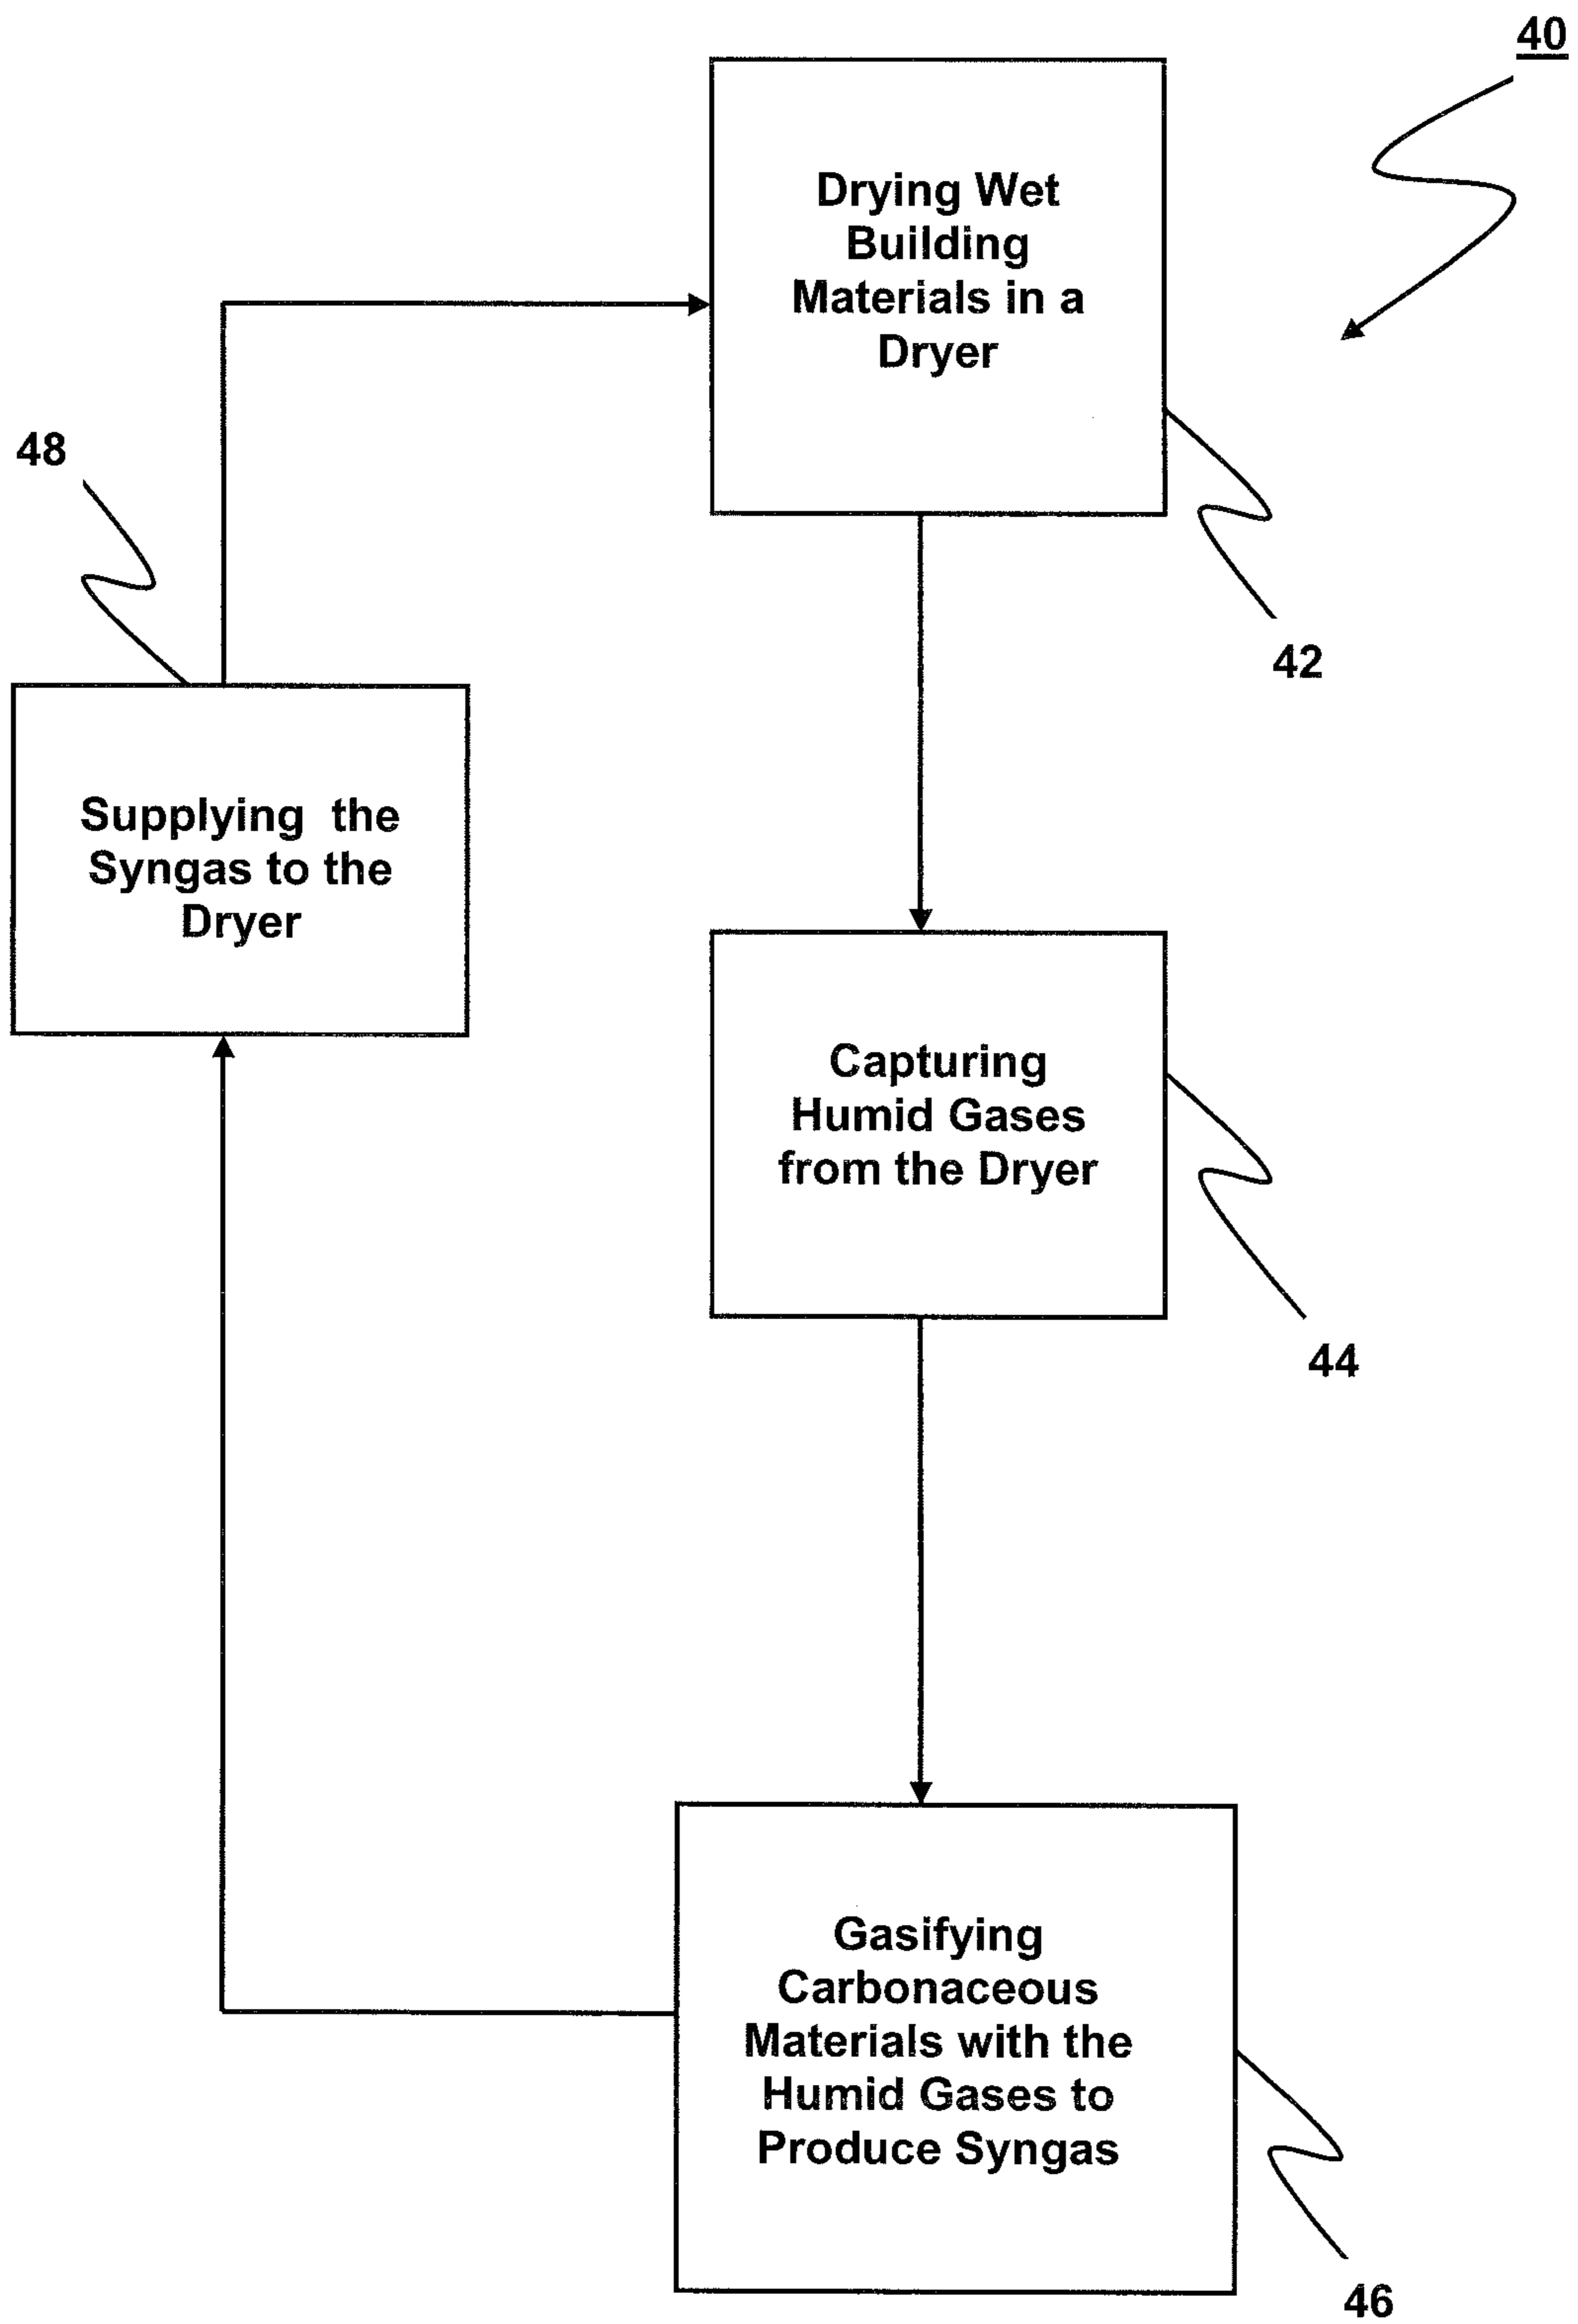 40
Drying Wet
Building
Materials in a
Dryer
48
42
Supplying the
Syngas to the
Dryer
Capturing
Humid Gases
from the Dryer
44
Gasifying
Carbonaceous
Materials with the
Humid Gases to
Produce Syngas
46